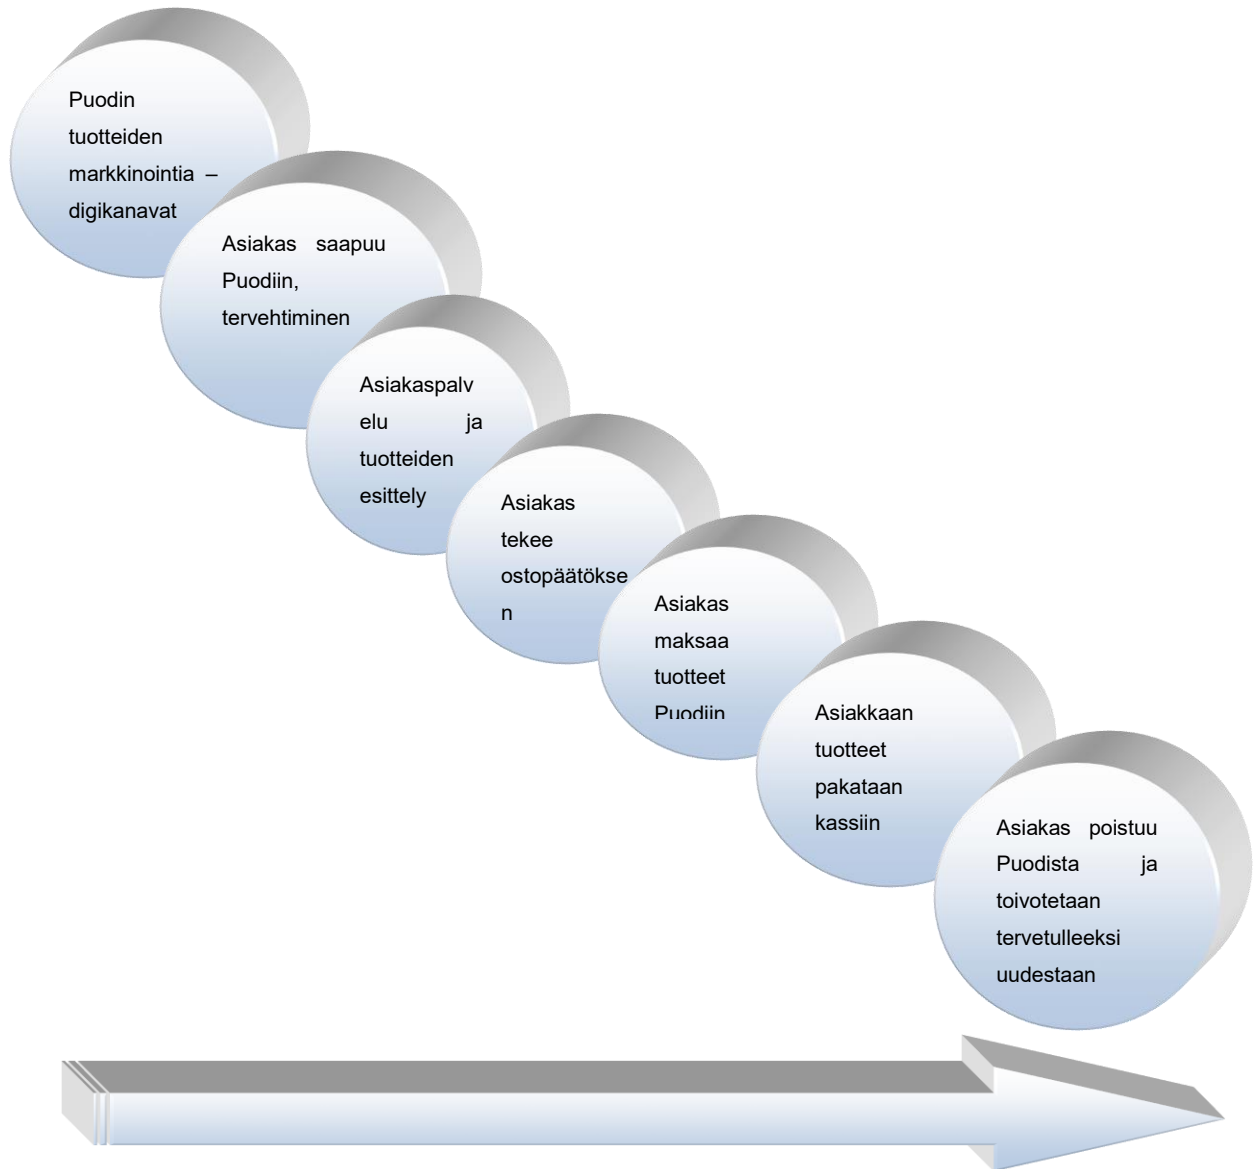 Puodin
tuotteiden
markkinointia –
digikanavat
Asiakas saapuu
Puodiin,
tervehtiminen
Asiakaspalv
elu ja
tuotteiden
esittely
Asiakas
tekee
ostopäätökse
n
Asiakas
maksaa
tuotteet
Puodiin
Asiakkaan
tuotteet
pakataan
kassiin
Asiakas poistuu
Puodista ja
toivotetaan
tervetulleeksi
uudestaan